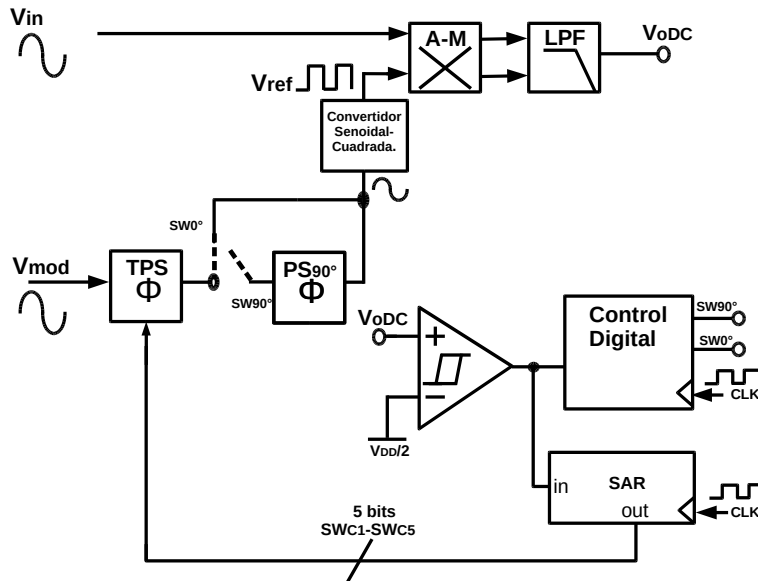 Vin
A-M
LPF
VoDC
Vref
Convertidor
Senoidal-
Cuadrada.
SW0°
Vmod
TPS
Φ
SW90°
PS90°
Φ
VoDC
+
−
VDD/2
Control
Digital
SW90°
SW0°
CLK
in
SAR
out
CLK
5 bits
SWC1-SWC5